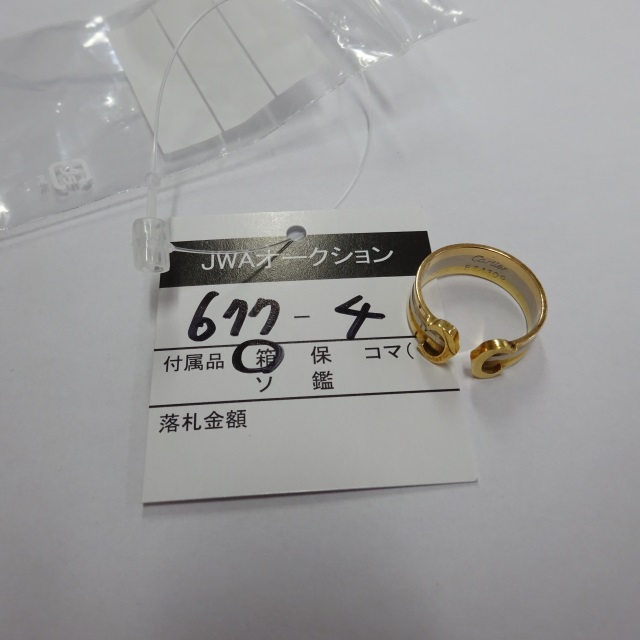 JWAオークション
677-4
付属品 箱 保 コマ(
ソ 鑑
落札金額
Cartier